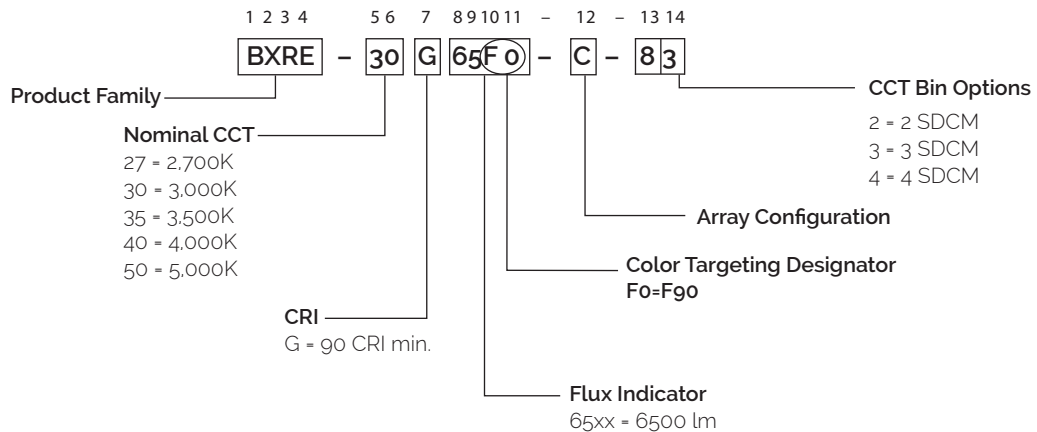 1 2 3 4 5 6 7 8 9 10 11 – 12 – 13 14
BXRE – 30 G 65F0 – C – 83
Product Family
Nominal CCT
27 = 2,700K
30 = 3,000K
35 = 3,500K
40 = 4,000K
50 = 5,000K
CRI
G = 90 CRI min.
CCT Bin Options
2 = 2 SDCM
3 = 3 SDCM
4 = 4 SDCM
Array Configuration
Color Targeting Designator
F0=F90
Flux Indicator
65xx = 6500 lm